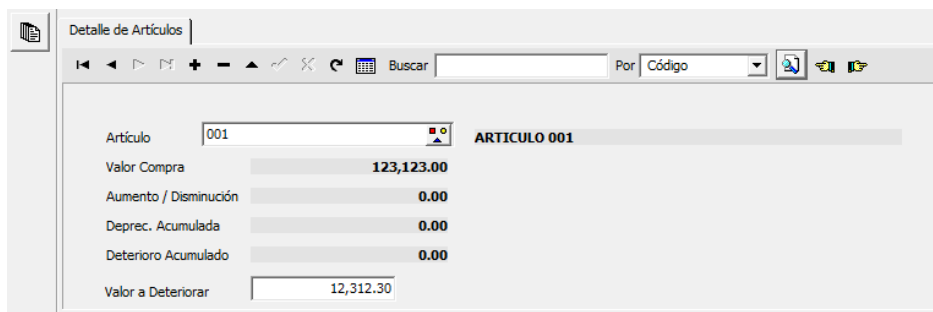 Detalle de Artículos
Buscar Por Código
Artículo 001 ARTICULO 001
Valor Compra 123,123.00
Aumento / Disminución 0.00
Deprec. Acumulada 0.00
Deterioro Acumulado 0.00
Valor a Deteriorar 12,312.30